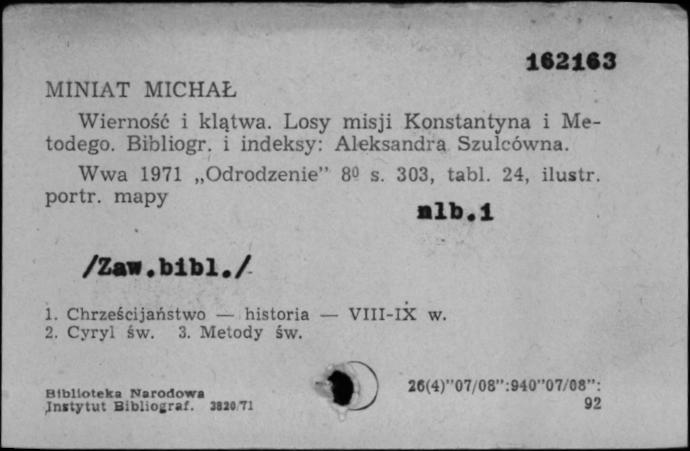 162163
MINIAT MICHAŁ
Wierność i klątwa. Losy misji Konstantyna i Me-
todego. Bibliogr. i indeksy: Aleksandra Szulcówna.
Wwa 1971 „Odrodzenie” 8º s. 303, tabl. 24, ilustr.
portr. mapy
nlb.1
/Zaw.bibl./
1. Chrześcijaństwo — historia — VIII-IX w.
2. Cyryl św. 3. Metody św.
Biblioteka Narodowa
Instytut Bibliograf. 3820/71
26(4)"07/08":940"07/08":
92